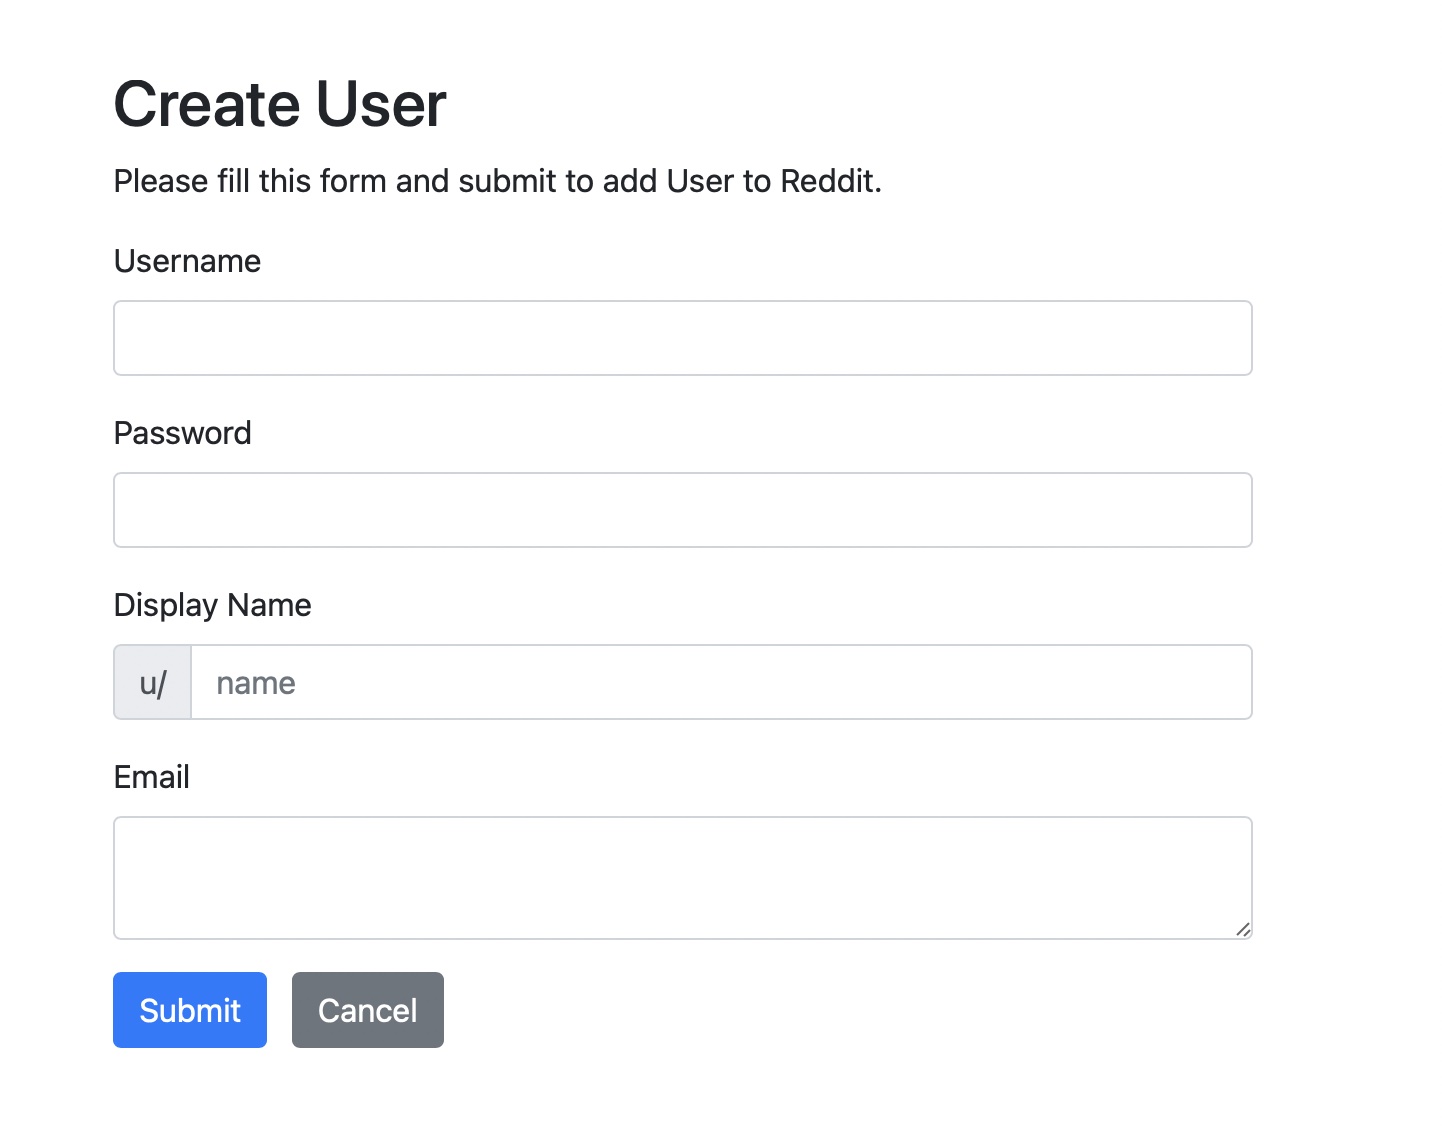 Create User
Please fill this form and submit to add User to Reddit.
Username
Password
Display Name
u/ name
Email
Submit Cancel